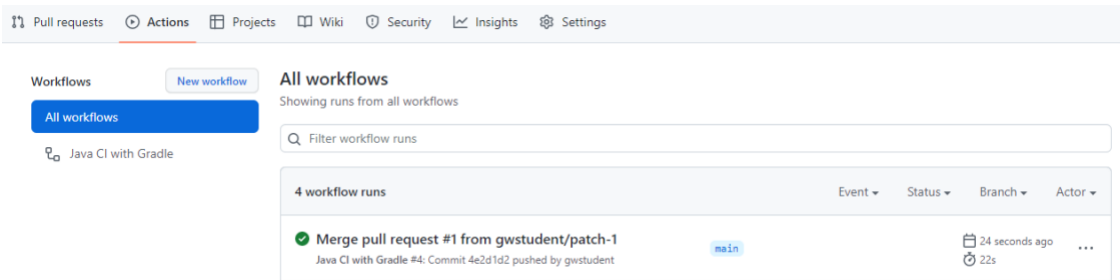 Pull requests Actions Projects Wiki Security Insights Settings
Workflows New workflow
All workflows
Java CI with Gradle
All workflows
Showing runs from all workflows
Filter workflow runs
4 workflow runs Event Status Branch Actor
Merge pull request #1 from gwstudent/patch-1
Java CI with Gradle #4: Commit 4e2d1d2 pushed by gwstudent
main
24 seconds ago
22s